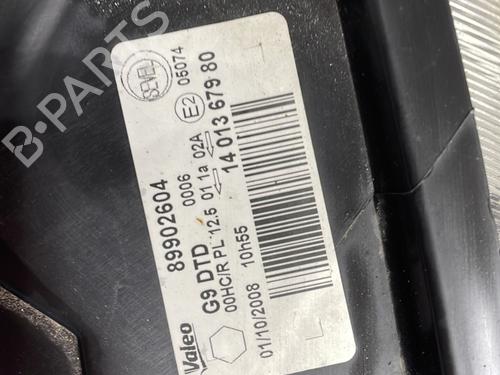 B-PARTS
SEVEL
E2
05074
Valeo
89902604
G9 DTD 0006
00HC/R PL 12.5 01 1a 02A
14 013 679 80
01/10/2008 10h55